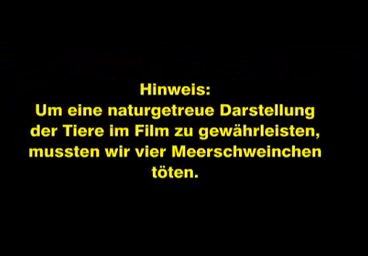 Hinweis:
Um eine naturgetreue Darstellung
der Tiere im Film zu gewährleisten,
mussten wir vier Meerschweinchen
töten.